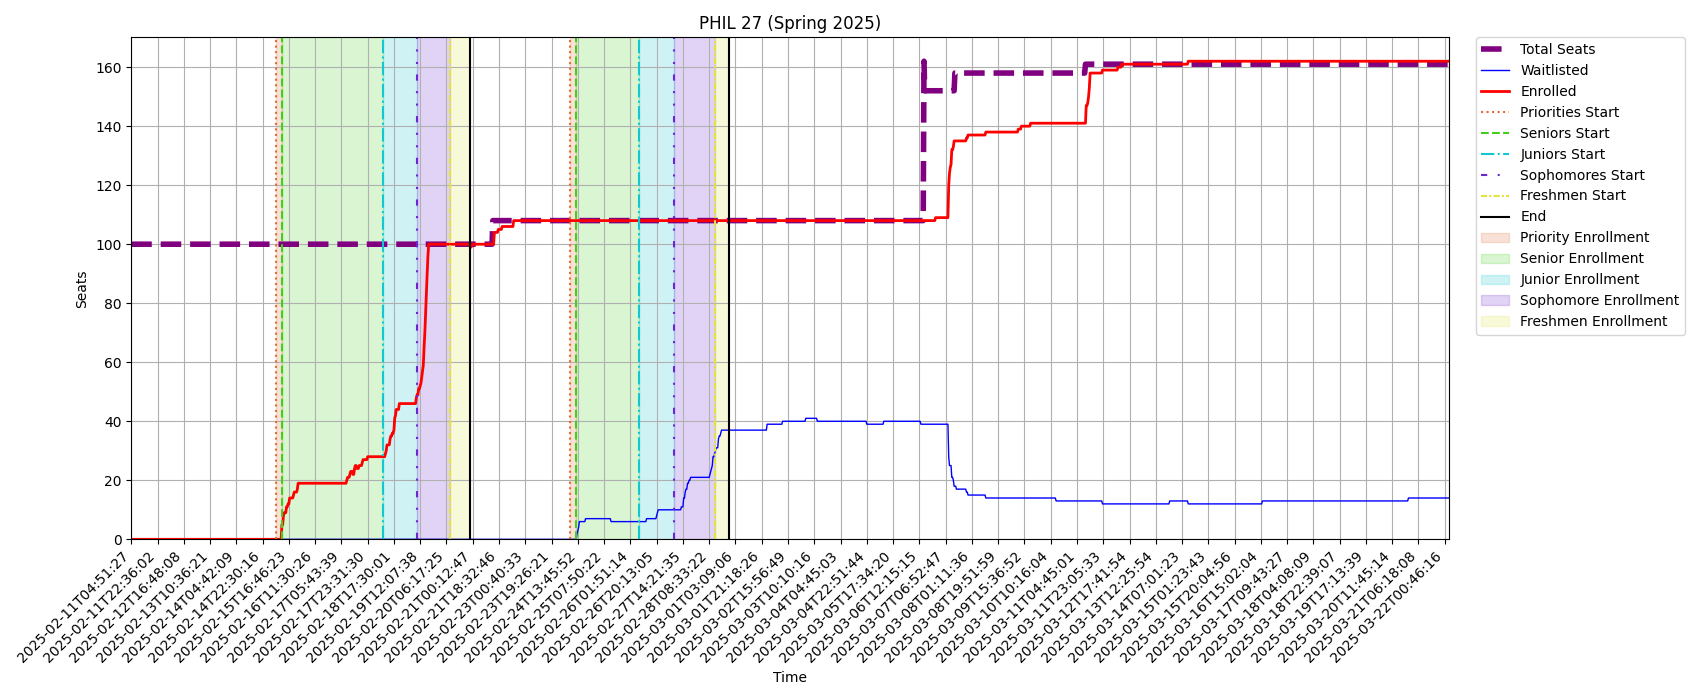 PHIL 27 (Spring 2025)
Seats
160
140
120
100
80
60
40
20
0
2025-02-11T04:51:27
2025-02-11T22:36:02
2025-02-12T16:48:08
2025-02-13T10:36:21
2025-02-14T04:42:09
2025-02-14T22:30:16
2025-02-15T16:46:23
2025-02-16T11:30:26
2025-02-17T05:43:39
2025-02-17T23:31:30
2025-02-18T17:30:01
2025-02-19T12:07:38
2025-02-20T06:17:25
2025-02-21T00:12:47
2025-02-21T18:32:46
2025-02-23T00:40:33
2025-02-23T19:26:21
2025-02-24T13:45:52
2025-02-25T07:50:22
2025-02-26T01:51:14
2025-02-26T20:13:05
2025-02-27T14:21:35
2025-02-28T08:33:22
2025-03-01T03:09:06
2025-03-01T21:18:26
2025-03-02T15:56:49
2025-03-03T10:10:16
2025-03-04T04:45:03
2025-03-04T22:51:44
2025-03-05T17:34:20
2025-03-06T12:15:15
2025-03-07T06:52:47
2025-03-08T01:11:36
2025-03-08T19:51:59
2025-03-09T15:36:52
2025-03-10T10:16:04
2025-03-11T04:45:01
2025-03-11T23:05:33
2025-03-12T17:41:54
2025-03-13T12:25:54
2025-03-14T07:01:23
2025-03-15T01:23:43
2025-03-15T20:04:56
2025-03-16T15:02:04
2025-03-17T09:43:27
2025-03-18T04:08:09
2025-03-18T22:39:07
2025-03-19T17:13:39
2025-03-20T11:45:14
2025-03-21T06:18:08
2025-03-22T00:46:16
Time
Total Seats
Waitlisted
Enrolled
Priorities Start
Seniors Start
Juniors Start
Sophomores Start
Freshmen Start
End
Priority Enrollment
Senior Enrollment
Junior Enrollment
Sophomore Enrollment
Freshmen Enrollment